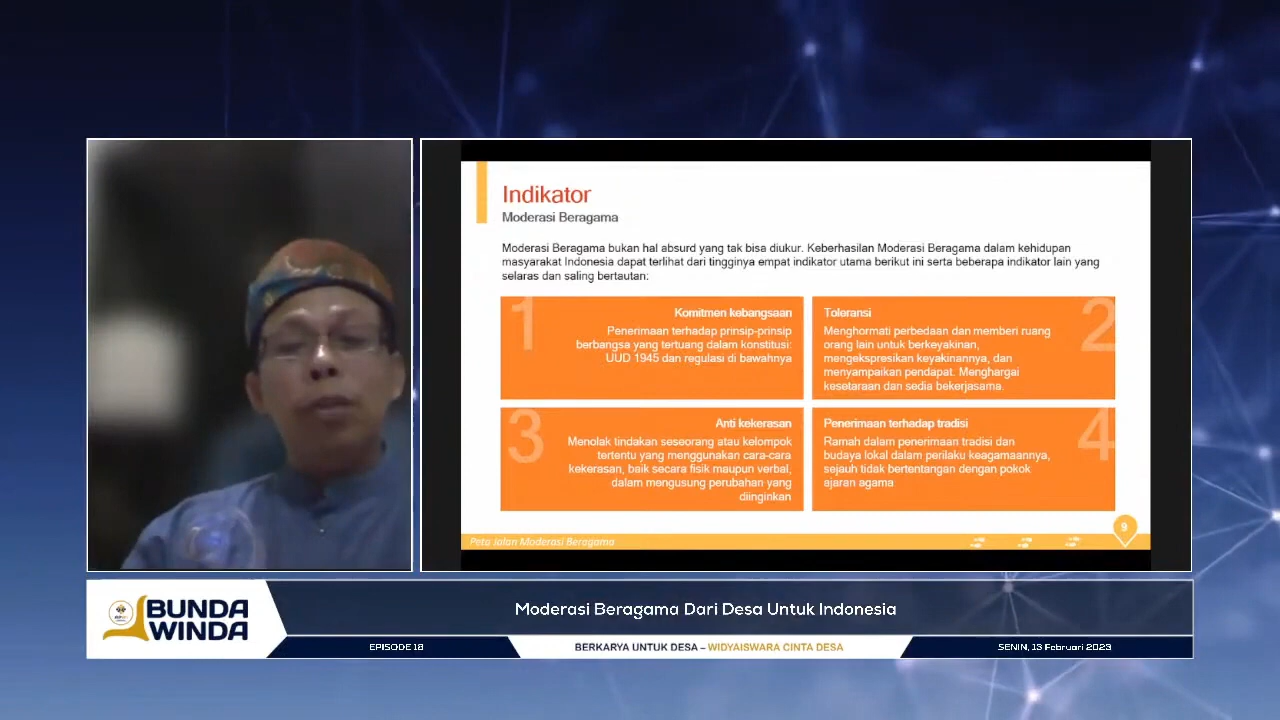 Indikator
Moderasi Beragama
Moderasi Beragama bukan hal absurd yang tak bisa diukur. Keberhasilan Moderasi Beragama dalam kehidupan
masyarakat Indonesia dapat terlihat dari tingginya empat indikator utama berikut ini serta beberapa indikator lain yang
selaras dan saling bertautan:
1
Komitmen kebangsaan
Penerimaan terhadap prinsip-prinsip
berbangsa yang tertuang dalam konstitusi:
UUD 1945 dan regulasi di bawahnya
2
Toleransi
Menghormati perbedaan dan memberi ruang
orang lain untuk berkeyakinan,
mengekspresikan keyakinannya, dan
menyampaikan pendapat. Menghargai
kesetaraan dan sedia bekerjasama.
3
Anti kekerasan
Menolak tindakan seseorang atau kelompok
tertentu yang menggunakan cara-cara
kekerasan, baik secara fisik maupun verbal,
dalam mengusung perubahan yang
diinginkan
4
Penerimaan terhadap tradisi
Ramah dalam penerimaan tradisi dan
budaya lokal dalam perilaku keagamaannya,
sejauh tidak bertentangan dengan pokok
ajaran agama
Peta Jalan Moderasi Beragama
9
BUNDA
WINDA
Moderasi Beragama Dari Desa Untuk Indonesia
EPISODE 18
BERKARYA UNTUK DESA – WIDYAISWARA CINTA DESA
SENIN, 13 Februari 2023